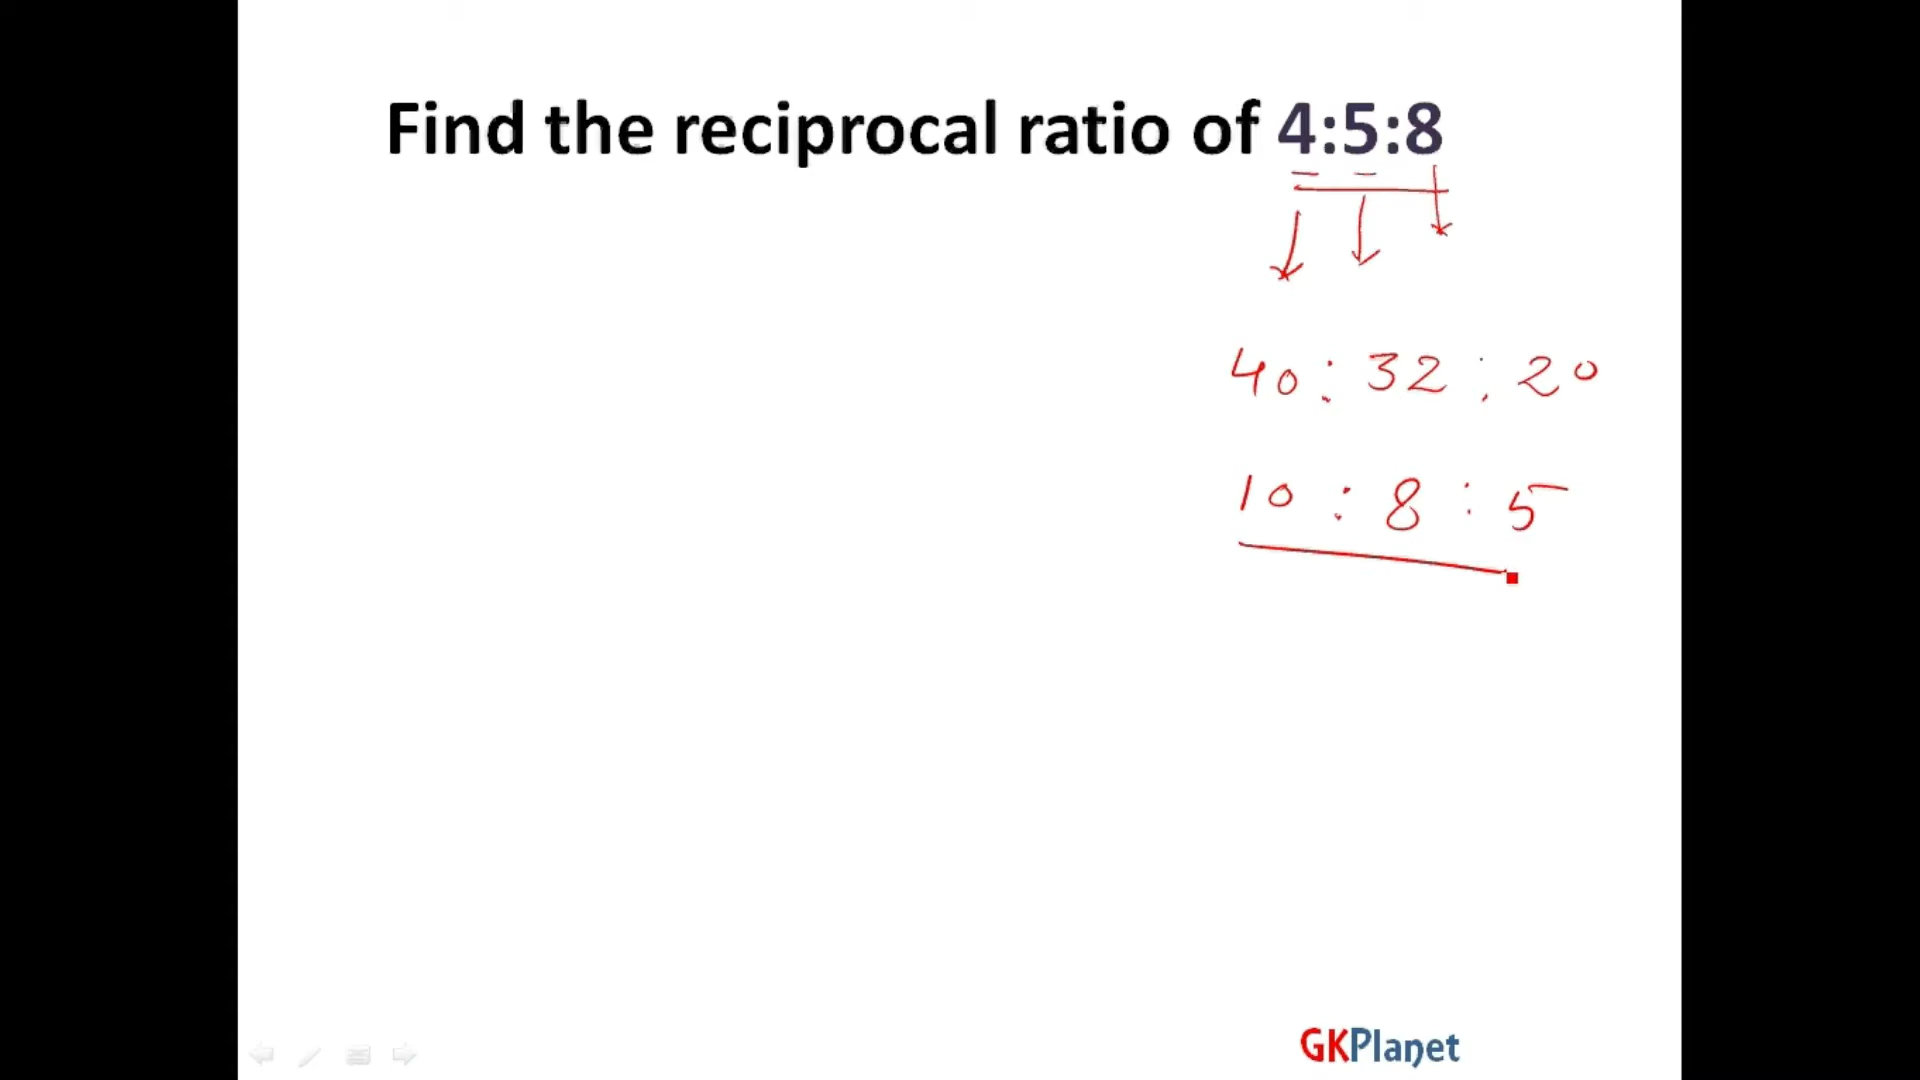 Find the reciprocal ratio of 4:5:8
40 : 32 : 20
10 : 8 : 5
GKPlanet